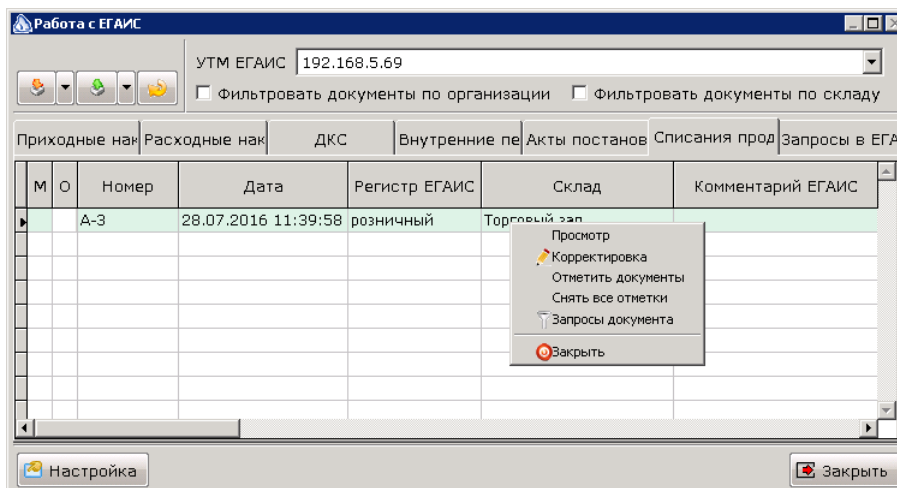 Работа с ЕГАИС
УТМ ЕГАИС 192.168.5.69
Фильтровать документы по организации Фильтровать документы по складу
Приходные нак Расходные нак ДКС Внутренние пе Акты постанов Списания прод Запросы в ЕГА
М О Номер Дата Регистр ЕГАИС Склад Комментарий ЕГАИС
А-3 28.07.2016 11:39:58 розничный Торговый зал
Просмотр
Корректировка
Отметить документы
Снять все отметки
Запросы документа
Закрыть
Настройка Закрыть